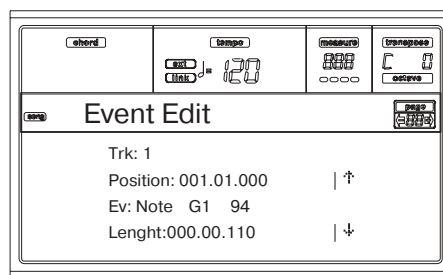 chord tempo measure transpose
ext link = 120 888 C 0
octave
song Event Edit page
Trk: 1
Position: 001.01.000
Ev: Note G1 94
Lenght:000.00.110